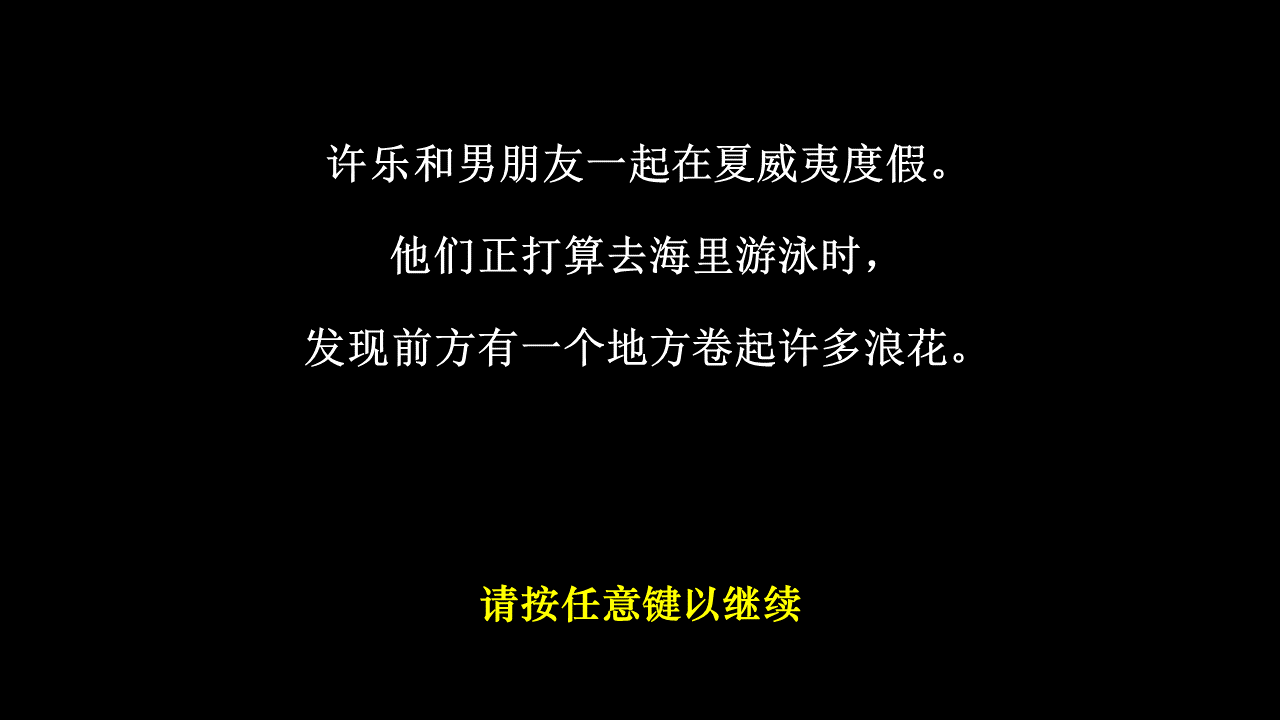 许乐和男朋友一起在夏威夷度假。
他们正打算去海里游泳时，
发现前方有一个地方卷起许多浪花。
请按任意键以继续